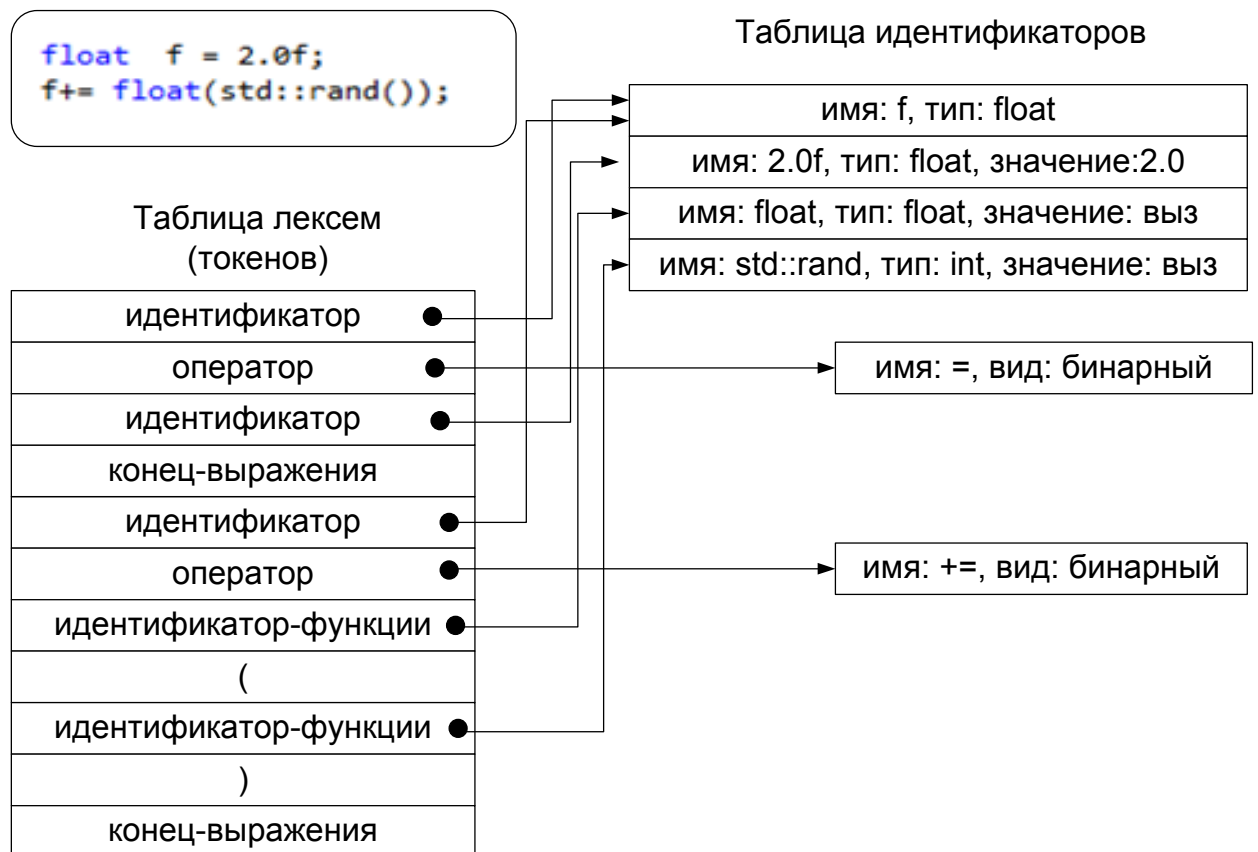 float  f = 2.0f;
f+= float(std::rand());
Таблица идентификаторов
имя: f, тип: float
имя: 2.0f, тип: float, значение:2.0
имя: float, тип: float, значение: выз
имя: std::rand, тип: int, значение: выз
Таблица лексем
(токенов)
идентификатор
оператор
имя: =, вид: бинарный
идентификатор
конец-выражения
идентификатор
оператор
имя: +=, вид: бинарный
идентификатор-функции
(
идентификатор-функции
)
конец-выражения